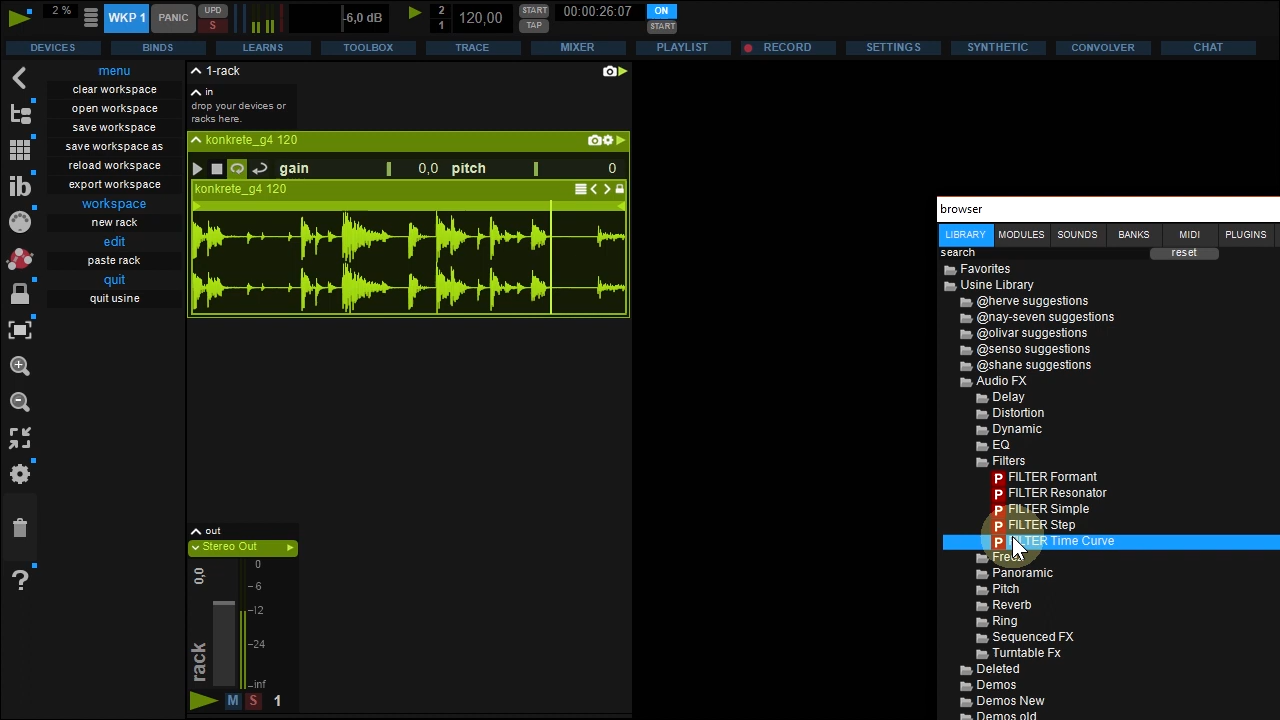 2 %
WKP 1
PANIC
UPD
S
-6,0 dB
2
1
120,00
START
TAP
00:00:26:07
ON
START
DEVICES
BINDS
LEARNS
TOOLBOX
TRACE
MIXER
PLAYLIST
RECORD
SETTINGS
SYNTHETIC
CONVOLVER
CHAT
menu
clear workspace
open workspace
save workspace
save workspace as
reload workspace
export workspace
workspace
new rack
edit
paste rack
quit
quit usine
ib
?
1-rack
in
drop your devices or
racks here.
konkrete_g4 120
gain
0,0
pitch
0
konkrete_g4 120
out
Stereo Out
0,0
rack
0
-6
-12
-24
-inf
M
S
1
browser
LIBRARY
MODULES
SOUNDS
BANKS
MIDI
PLUGINS
search
reset
Favorites
Usine Library
@herve suggestions
@nay-seven suggestions
@olivar suggestions
@senso suggestions
@shane suggestions
Audio FX
Delay
Distortion
Dynamic
EQ
Filters
P FILTER Formant
P FILTER Resonator
P FILTER Simple
P FILTER Step
P FILTER Time Curve
Panoramic
Pitch
Reverb
Ring
Sequenced FX
Turntable Fx
Deleted
Demos
Demos New
Demos old